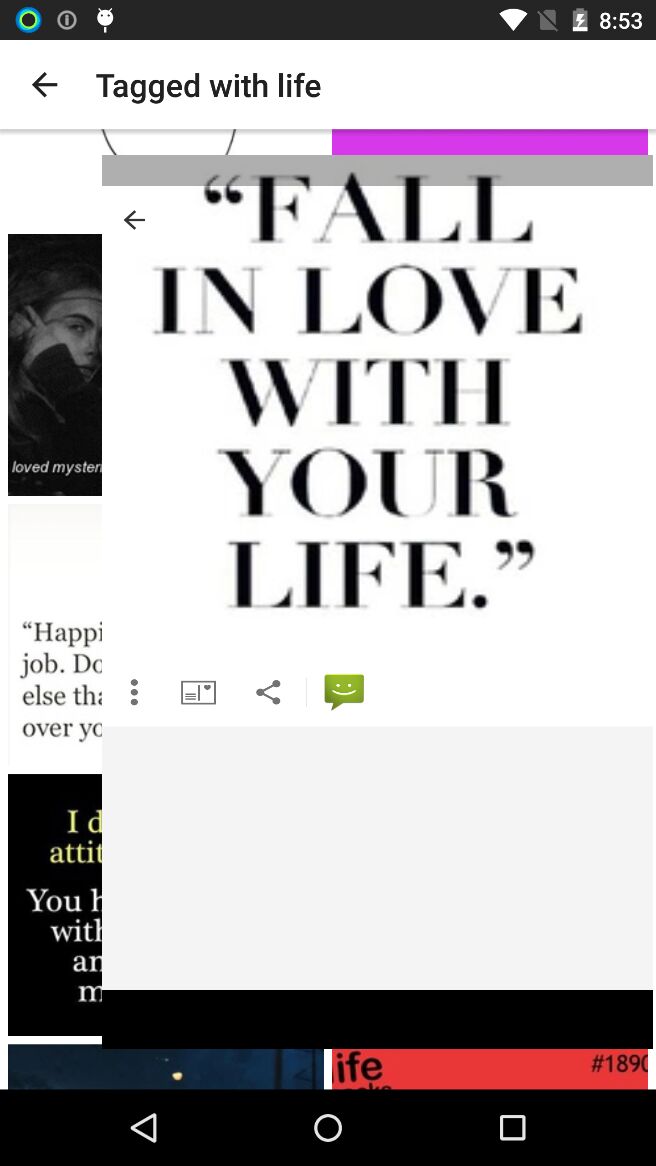 8:53
Tagged with life
“FALL
IN LOVE
WITH
YOUR
LIFE.”
loved
“Happi
job. Do
else tha
over yo
I d
attit
You h
with
an
m
ife
#1890